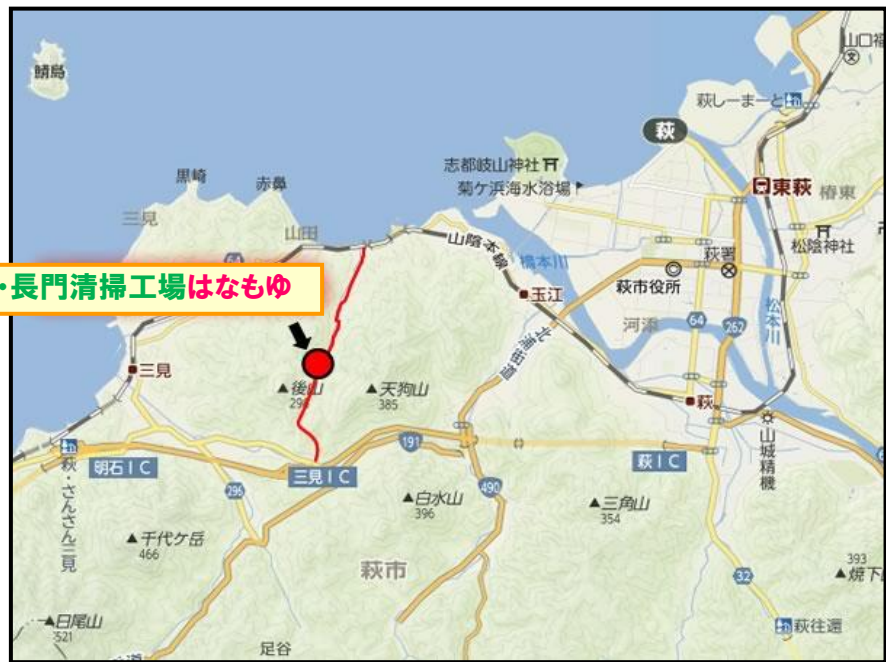 鯖島
山口福
萩しーまーと
萩
志都岐山神社
菊ケ浜海水浴場
東萩
椿東
松陰神社
黒崎
赤鼻
三見
山田
64
山陰本線
橋本川
萩署
萩市役所
玉江
河添
64
262
松本川
北浦街道
・長門清掃工場はなもゆ
三見
▲後山
29
▲天狗山
385
萩
山城精機
191
明石IC
三見IC
萩IC
萩・さんさん三見
295
490
▲白水山
396
▲三角山
354
▲千代ケ岳
466
萩市
32
393
▲焼下
萩往還
▲日尾山
521
足谷